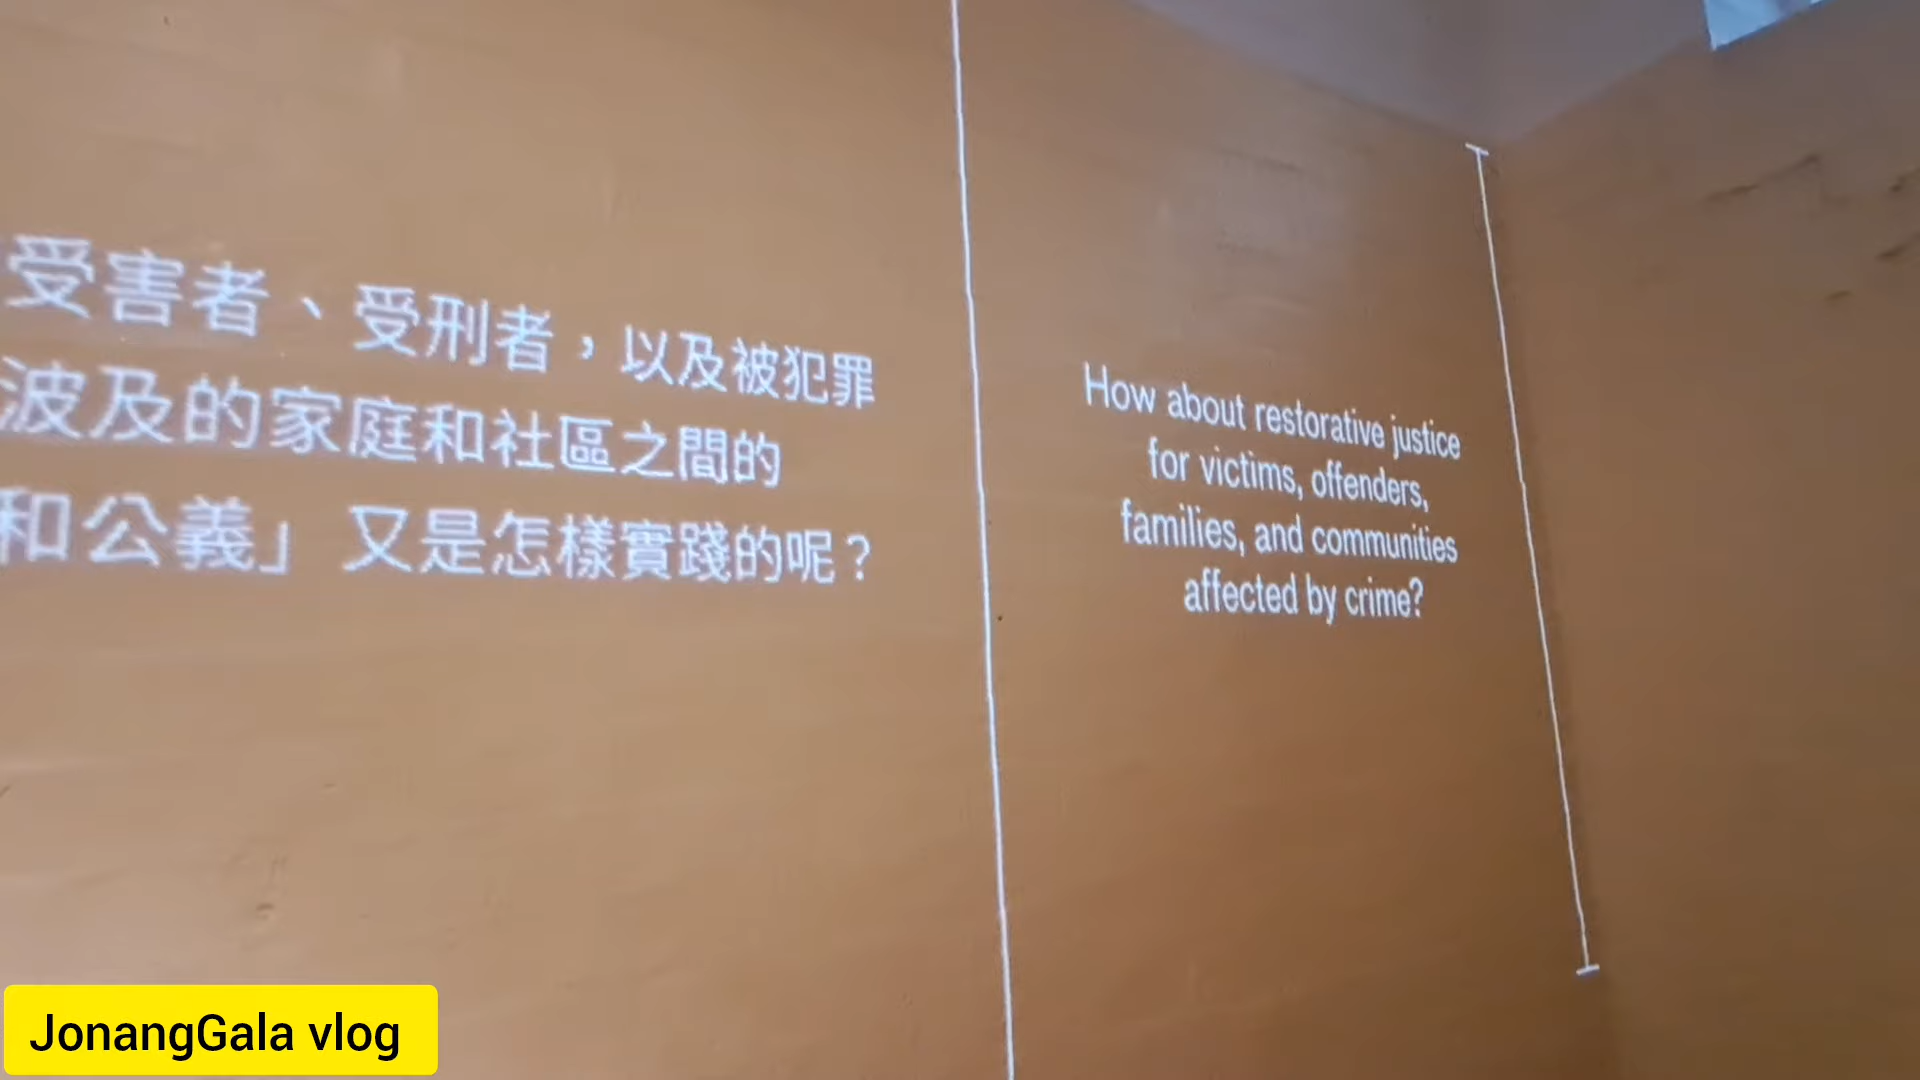 受害者、受刑者，以及被犯罪
波及的家庭和社區之間的
和公義」又是怎樣實踐的呢？
How about restorative justice
for victims, offenders,
families, and communities
affected by crime?
JonangGala vlog